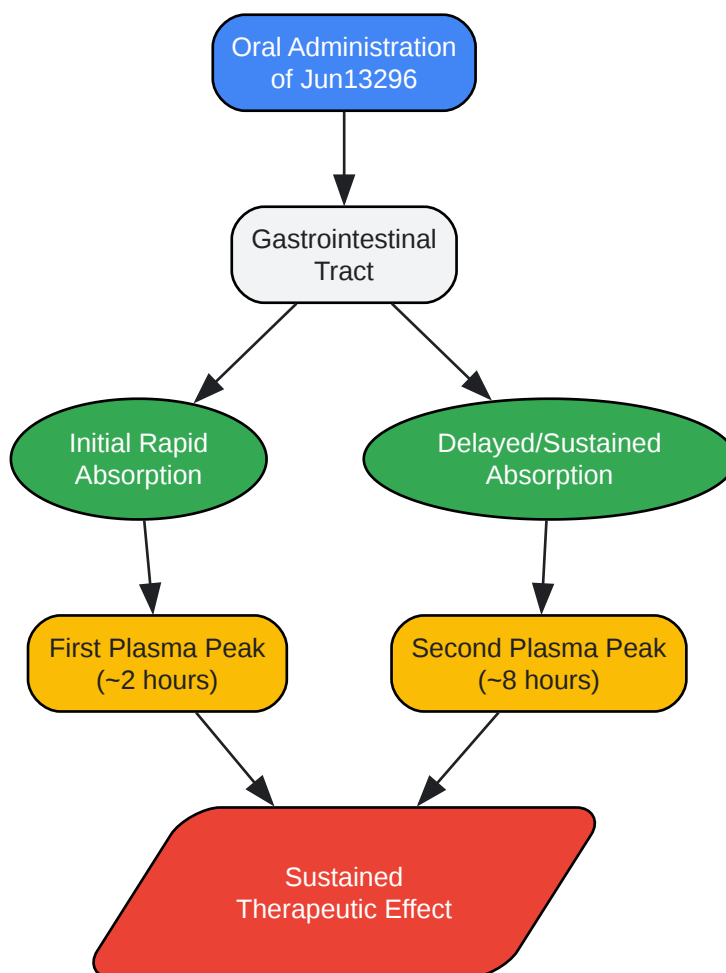 Oral Administration
of Jun13296
Gastrointestinal
Tract
Initial Rapid
Absorption
Delayed/Sustained
Absorption
First Plasma Peak
(~2 hours)
Second Plasma Peak
(~8 hours)
Sustained
Therapeutic Effect